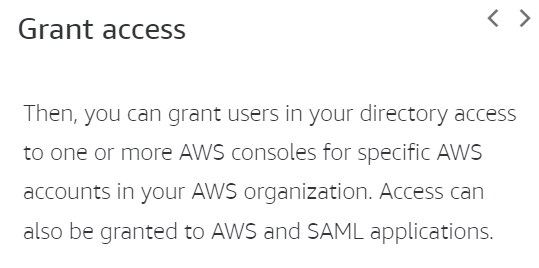 Grant access
Then, you can grant users in your directory access
to one or more AWS consoles for specific AWS
accounts in your AWS organization. Access can
also be granted to AWS and SAML applications.